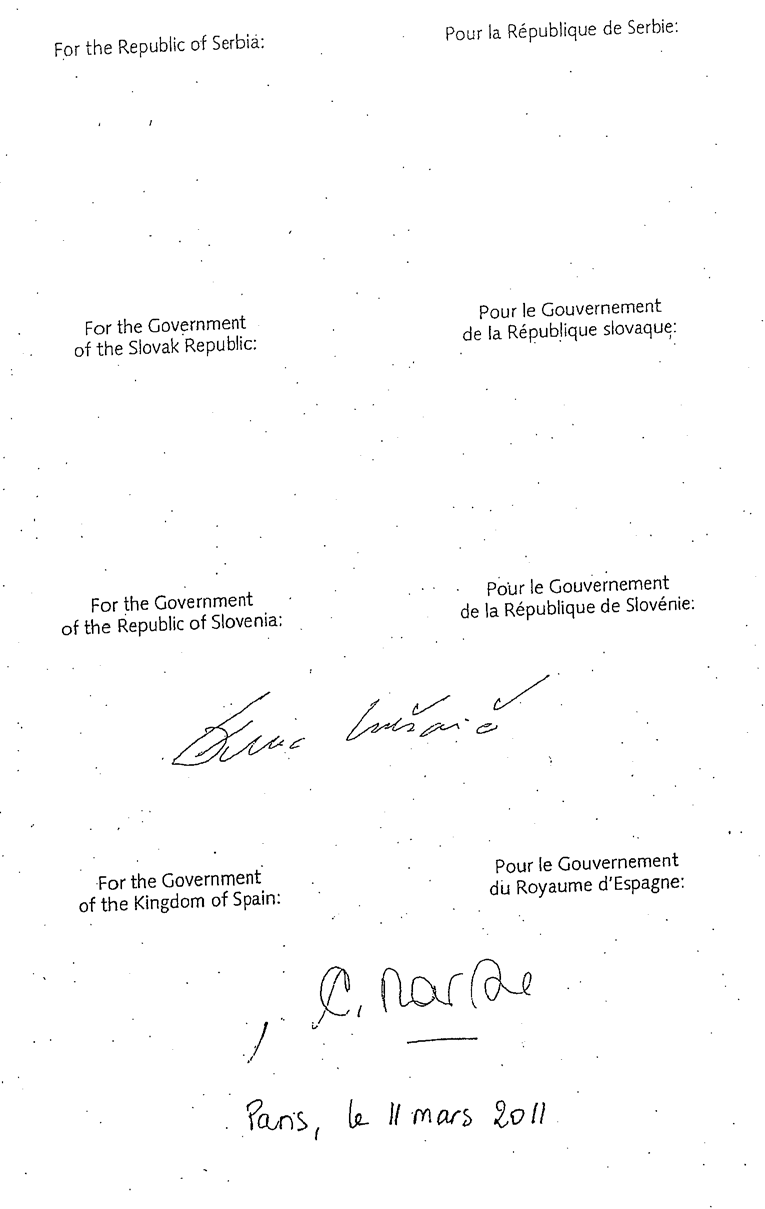 For the Republic of Serbia:
Pour la République de Serbie:
For the Government
of the Slovak Republic:
Pour le Gouvernement
de la République slovaque:
For the Government
of the Republic of Slovenia:
Pour le Gouvernement
de la République de Slovénie:
For the Government
of the Kingdom of Spain:
Pour le Gouvernement
du Royaume d'Espagne:
C.
Paris, le 11 mars 2011